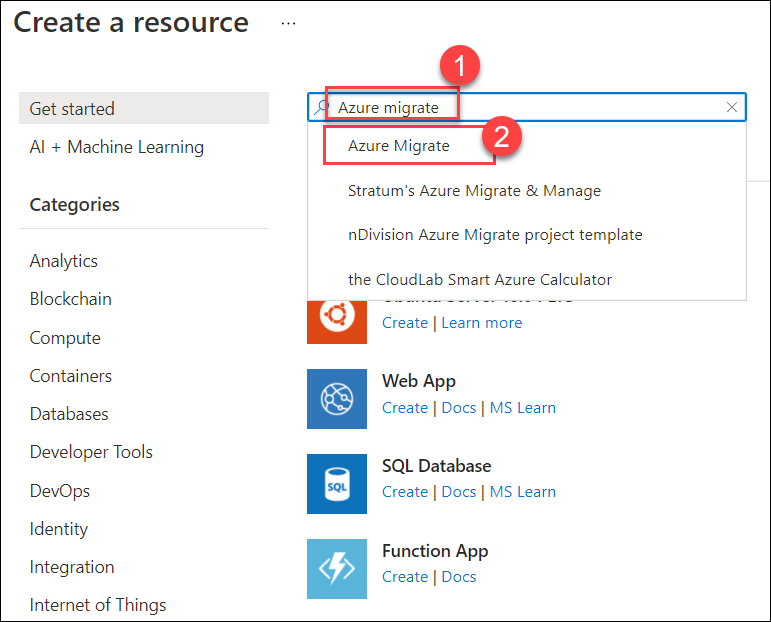 Create a resource ...
Get started
AI + Machine Learning
Categories
Analytics
Blockchain
Compute
Containers
Databases
Developer Tools
DevOps
Identity
Integration
Internet of Things
1
Azure migrate
2
Azure Migrate
Stratum's Azure Migrate & Manage
nDivision Azure Migrate project template
the CloudLab Smart Azure Calculator
Create | Learn more
Web App
Create | Docs | MS Learn
SQL
SQL Database
Create | Docs | MS Learn
Function App
Create | Docs